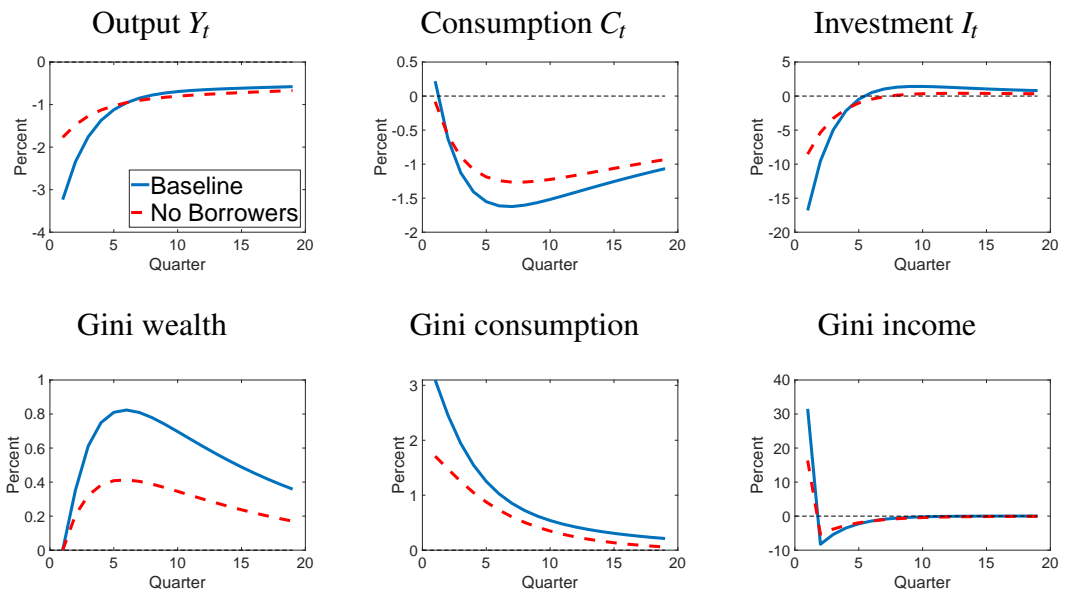 Output Y_t
Consumption C_t
Investment I_t
0
-1
-2
-3
-4
Percent
0 5 10 15 20
Quarter
Baseline
No Borrowers
0.5
0
-0.5
-1
-1.5
-2
Percent
0 5 10 15 20
Quarter
10
5
0
-5
-10
-15
-20
Percent
0 5 10 15 20
Quarter
Gini wealth
Gini consumption
Gini income
1
0.8
0.6
0.4
0.2
0
Percent
0 5 10 15 20
Quarter
3
2
1
0
Percent
0 5 10 15 20
Quarter
40
30
20
10
0
-10
Percent
0 5 10 15 20
Quarter